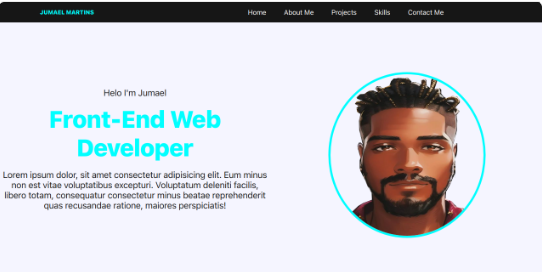 JUMAEL MARTINS
Home
About Me
Projects
Skills
Contact Me
Helo I'm Jumael
Front-End Web
Developer
Lorem ipsum dolor, sit amet consectetur adipisicing elit. Eum minus
non est vitae voluptatibus excepturi. Voluptatum deleniti facilis,
libero totam, consequatur consectetur minus beatae reprehenderit
quas recusandae ratione, maiores perspiciatis!